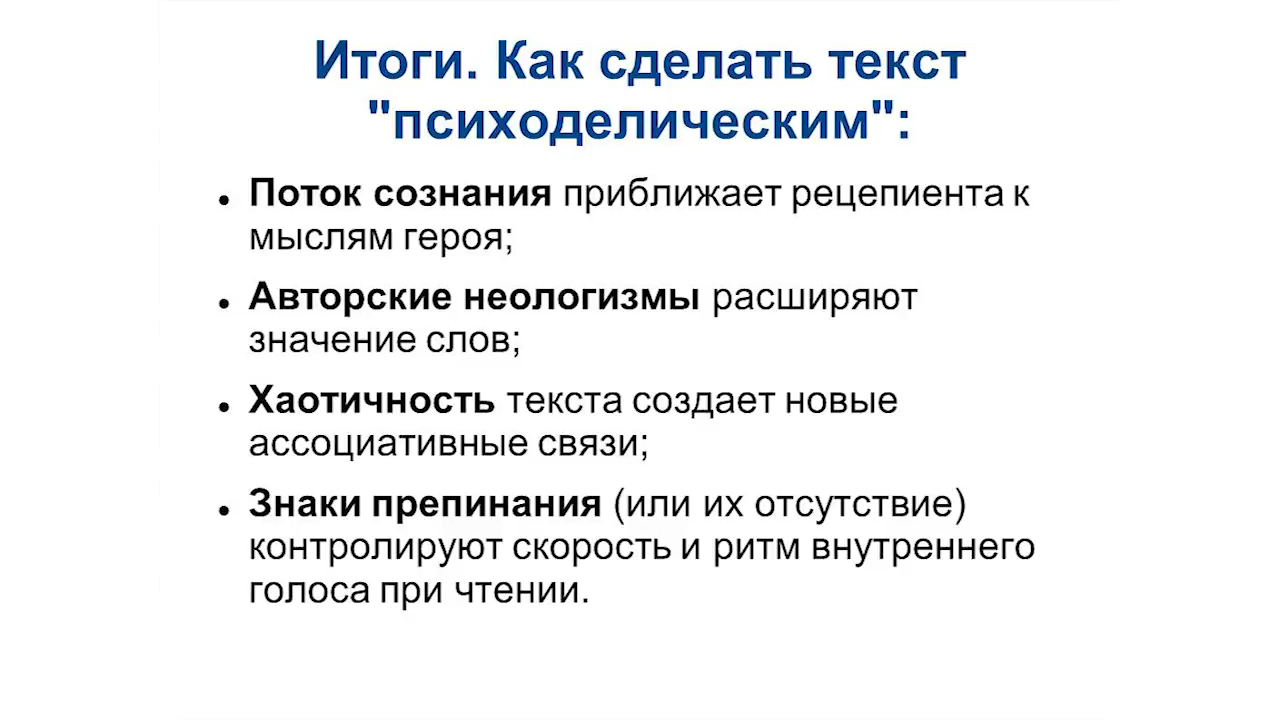 Итоги. Как сделать текст
"психоделическим":
• Поток сознания приближает рецепиента к
мыслям героя;
• Авторские неологизмы расширяют
значение слов;
• Хаотичность текста создает новые
ассоциативные связи;
• Знаки препинания (или их отсутствие)
контролируют скорость и ритм внутреннего
голоса при чтении.